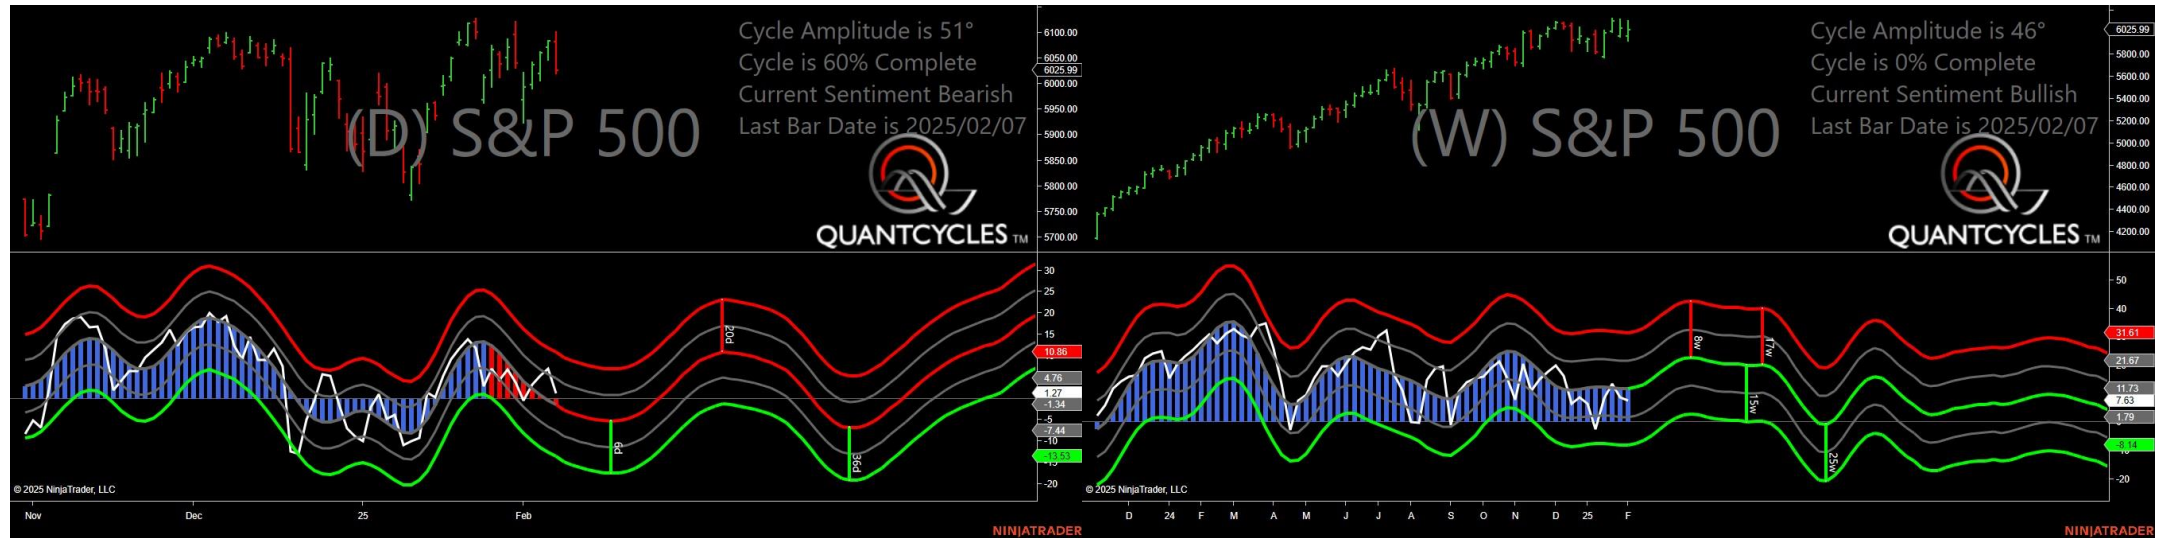 Cycle Amplitude is 51°
Cycle is 60% Complete
Current Sentiment Bearish
Last Bar Date is 2025/02/07
(D) S&P 500
QUANTCYCLES TM
6100.00
6050.00
6025.99
6000.00
5950.00
5900.00
5850.00
5800.00
5750.00
5700.00
30
25
20
15
10.86
4.76
1.27
-1.34
-5
-7.44
-10
-13.53
-20
20d
6d
36d
© 2025 NinjaTrader, LLC
Nov Dec 25 Feb
NINJATRADER
Cycle Amplitude is 46°
Cycle is 0% Complete
Current Sentiment Bullish
Last Bar Date is 2025/02/07
(W) S&P 500
QUANTCYCLES TM
6025.99
5800.00
5600.00
5400.00
5200.00
5000.00
4800.00
4600.00
4400.00
4200.00
50
40
31.61
21.67
11.73
7.63
1.79
-8.14
-20
8w
17w
15w
25w
© 2025 NinjaTrader, LLC
D 24 F M A M J J A S O N D 25 F
NINJATRADER